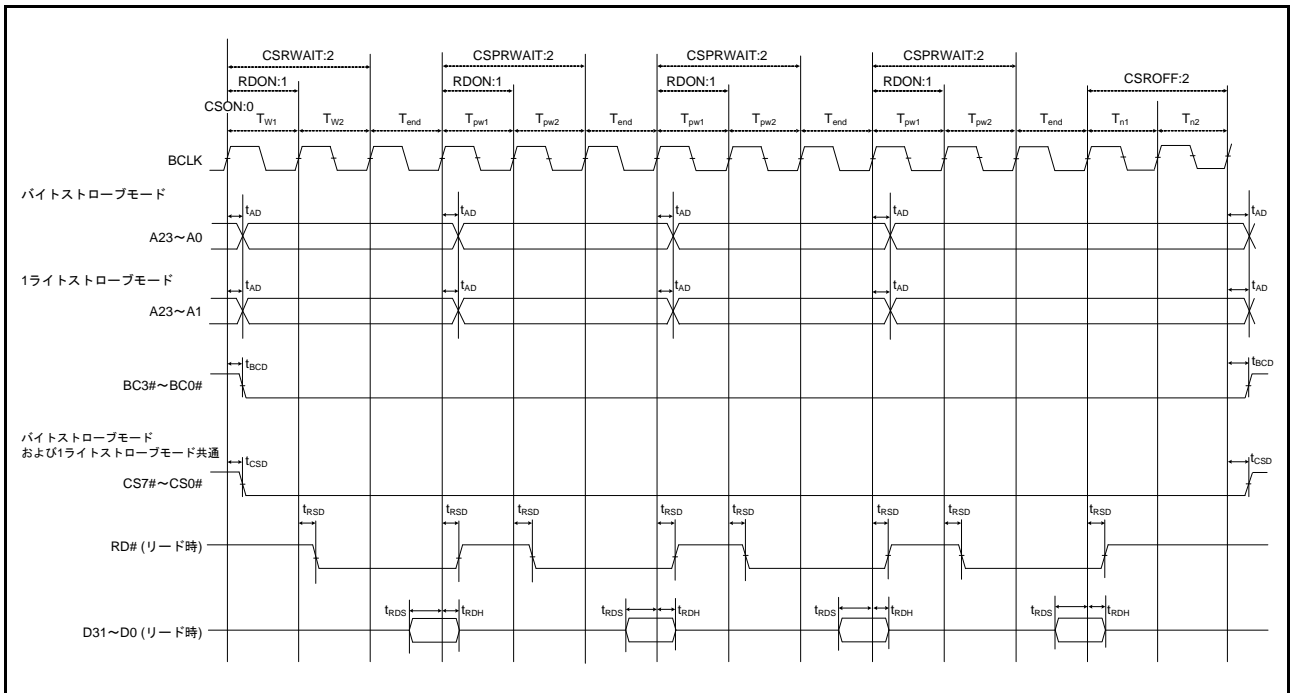 CSRWAIT:2 CSPRWAIT:2 CSPRWAIT:2 CSPRWAIT:2
RDON:1 RDON:1 RDON:1 RDON:1 CSROFF:2
CSON:0
TW1 TW2 Tend Tpw1 Tpw2 Tend Tpw1 Tpw2 Tend Tpw1 Tpw2 Tend Tn1 Tn2
BCLK
バイトストローブモード
tAD tAD tAD tAD tAD
A23～A0
1ライトストローブモード
tAD tAD tAD tAD tAD
A23～A1
tBCD tBCD
BC3#～BC0#
バイトストローブモード
および1ライトストローブモード共通
tCSD tCSD
CS7#～CS0#
tRSD tRSD tRSD tRSD tRSD tRSD tRSD tRSD
RD# (リード時)
tRDS tRDH tRDS tRDH tRDS tRDH tRDS tRDH
D31～D0 (リード時)